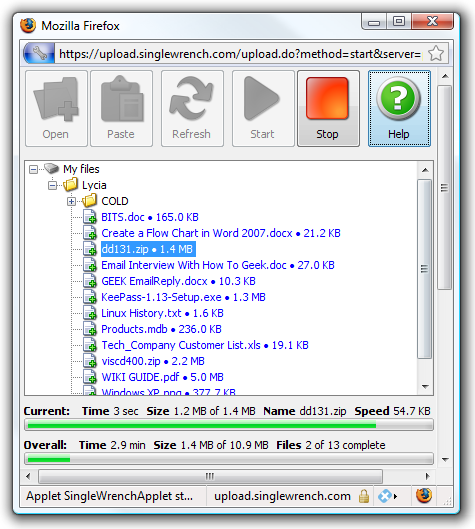 Mozilla Firefox
https://upload.singlewrench.com/upload.do?method=start&server=
Open Paste Refresh Start Stop Help
My files
Lycia
COLD
BITS.doc • 165.0 KB
Create a Flow Chart in Word 2007.docx • 21.2 KB
dd131.zip • 1.4 MB
Email Interview With How To Geek.doc • 27.0 KB
GEEK EmailReply.docx • 10.3 KB
KeePass-1.13-Setup.exe • 1.3 MB
Linux History.txt • 1.6 KB
Products.mdb • 236.0 KB
Tech_Company Customer List.xls • 19.1 KB
viscd400.zip • 2.2 MB
WIKI GUIDE.pdf • 5.0 MB
Windows XP.png • 377.7 KB
Current: Time 3 sec Size 1.2 MB of 1.4 MB Name dd131.zip Speed 54.7 KB
Overall: Time 2.9 min Size 1.4 MB of 10.9 MB Files 2 of 13 complete
Applet SingleWrenchApplet st... upload.singlewrench.com